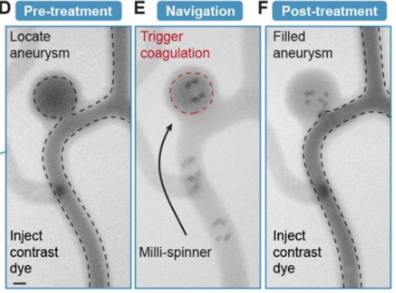 D Pre-treatment
Locate
aneurysm
Inject
contrast
dye
E Navigation
Trigger
coagulation
Milli-spinner
F Post-treatment
Filled
aneurysm
Inject
contrast
dye